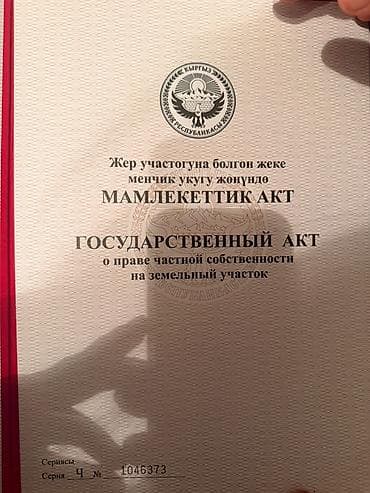 КЫРГЫЗ
РЕСПУБЛИКАСЫ
Жер участогуна болгон жеке
менчик укугу жөнүндө
МАМЛЕКЕТТИК АКТ
ГОСУДАРСТВЕННЫЙ АКТ
о праве частной собственности
на земельный участок
Сериясы
Серия Ч № 1046373